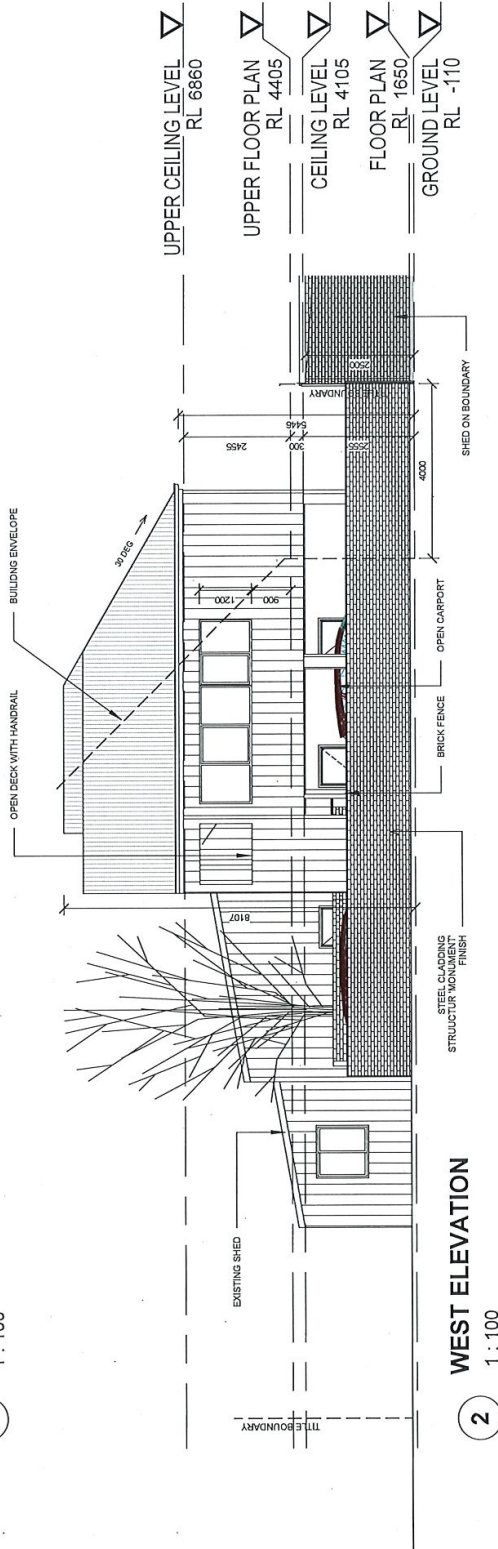 1 : 100
OPEN DECK WITH HANDRAIL
BUILDING ENVELOPE
30 DEG
UPPER CEILING LEVEL
RL 6860
UPPER FLOOR PLAN
RL 4405
CEILING LEVEL
RL 4105
FLOOR PLAN
RL 1650
GROUND LEVEL
RL -110
2455
300
5446
2555
2500
1200
900
4000
8107
TITLE BOUNDARY
EXISTING SHED
STEEL CLADDING
STRUUCTUR 'MONUMENT'
FINISH
BRICK FENCE
OPEN CARPORT
SHED ON BOUNDARY
TITLE BOUNDARY
2
WEST ELEVATION
1 : 100